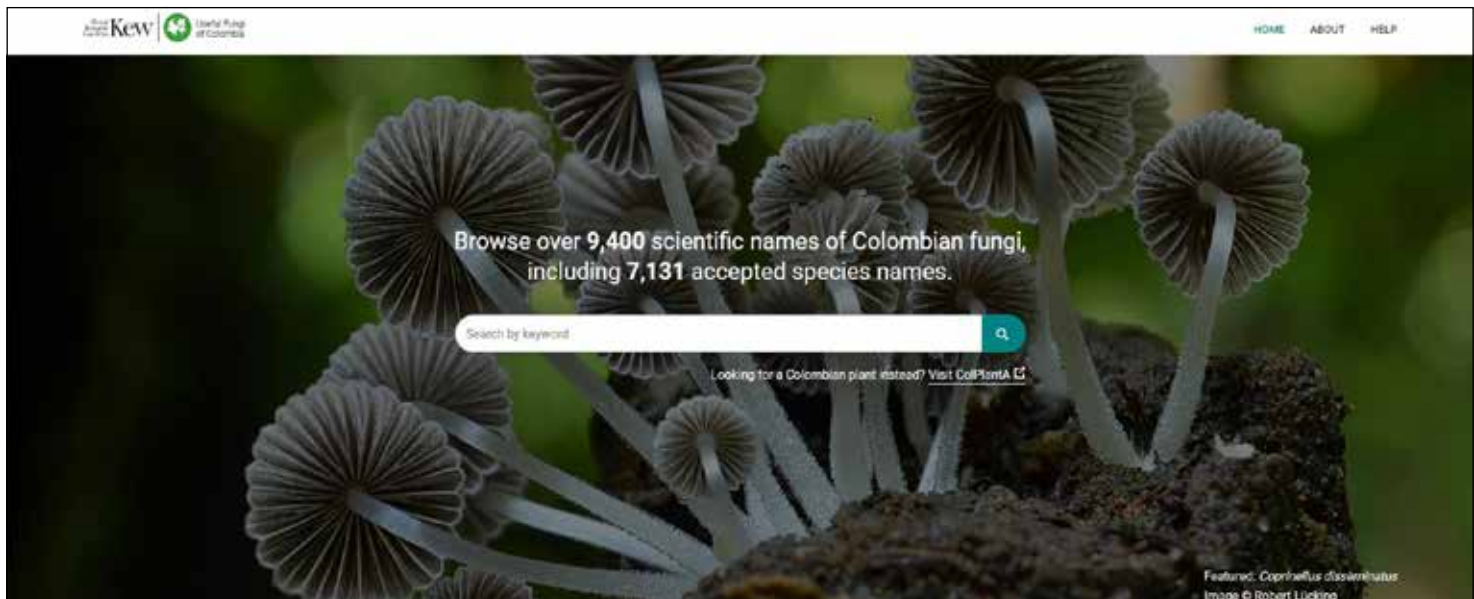 Kew
Useful Fungi
of Colombia
HOME ABOUT HELP
Browse over 9,400 scientific names of Colombian fungi,
including 7,131 accepted species names.
Search by keyword
Looking for a Colombian plant instead? Visit ColPlantA
Featured: Coprinellus disseminatus
Image © Robert Lücking